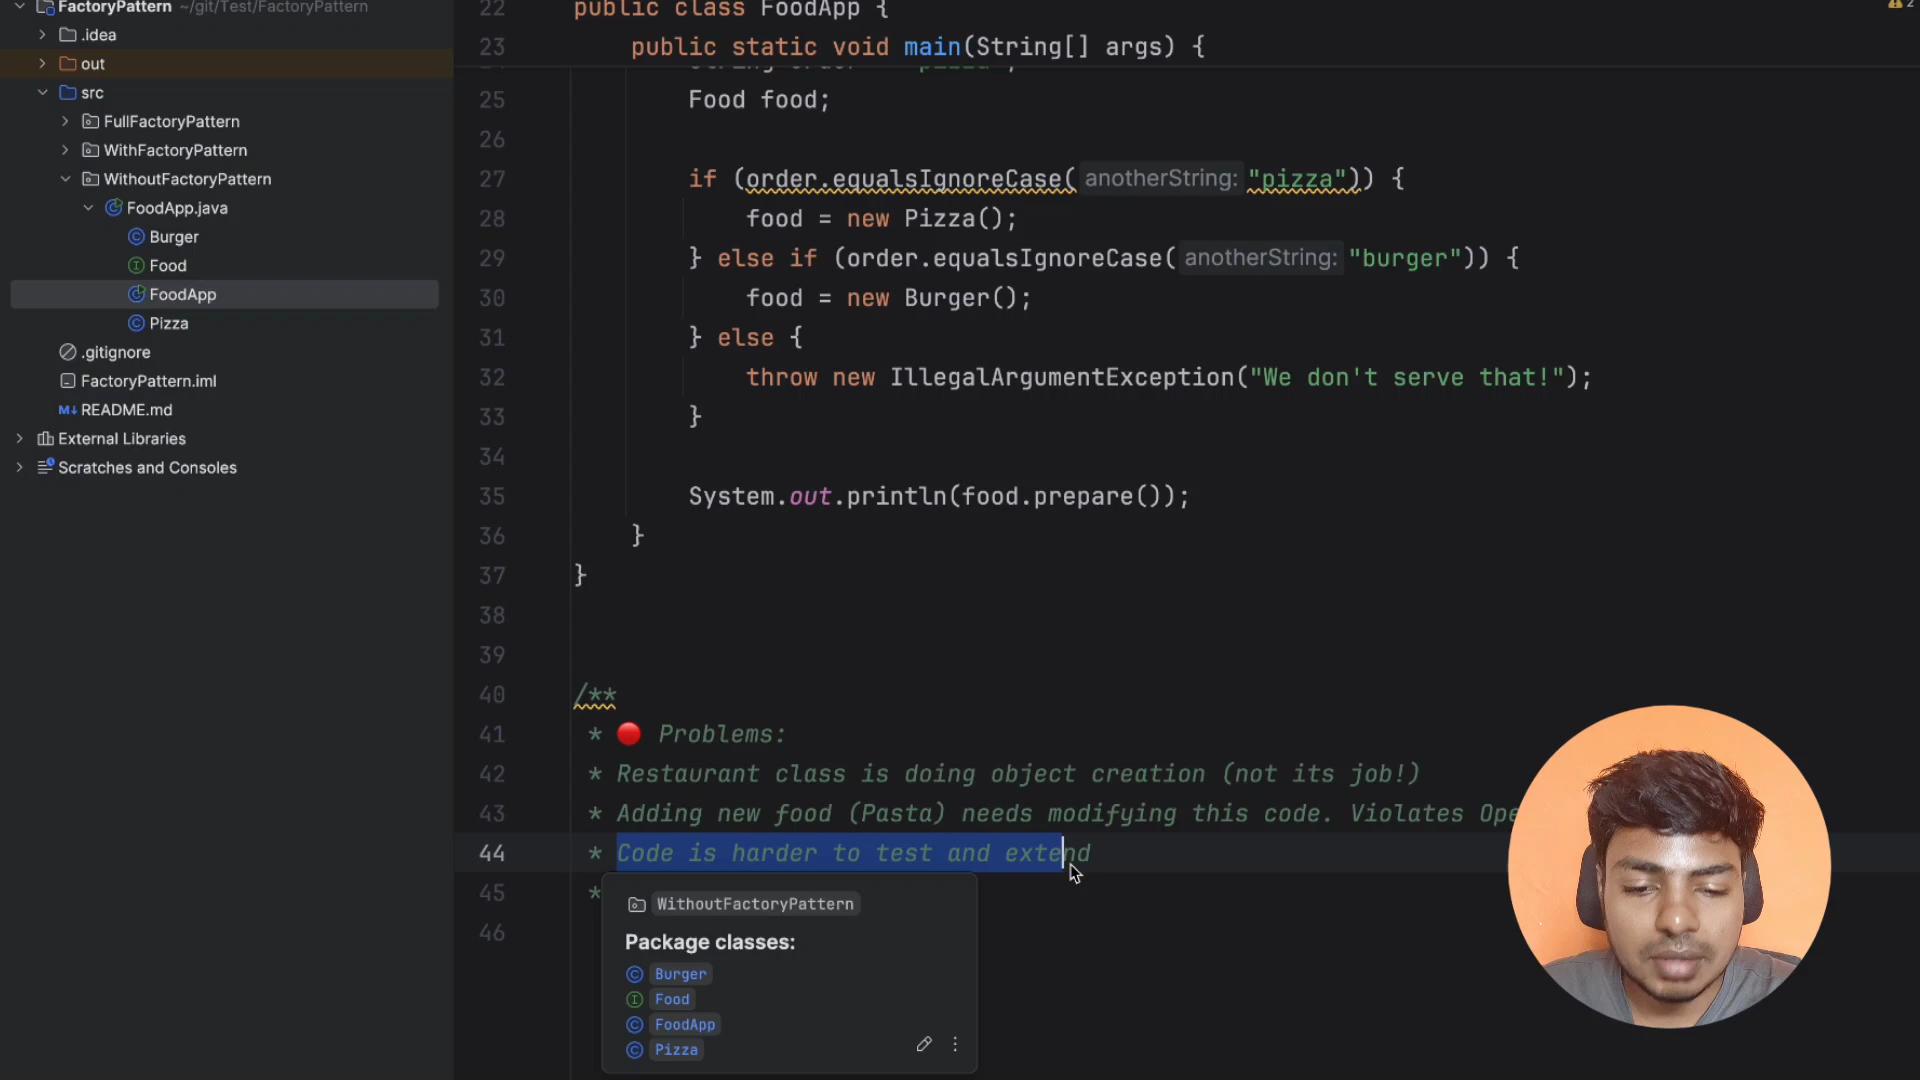 FactoryPattern ~/git/Test/FactoryPattern
.idea
out
src
FullFactoryPattern
WithFactoryPattern
WithoutFactoryPattern
FoodApp.java
Burger
Food
FoodApp
Pizza
.gitignore
FactoryPattern.iml
M↓ README.md
External Libraries
Scratches and Consoles
2
22 public class FoodApp {
23 public static void main(String[] args) {
25 Food food;
26
27 if (order.equalsIgnoreCase( anotherString: "pizza")) {
28 food = new Pizza();
29 } else if (order.equalsIgnoreCase( anotherString: "burger")) {
30 food = new Burger();
31 } else {
32 throw new IllegalArgumentException("We don't serve that!");
33 }
34
35 System.out.println(food.prepare());
36 }
37 }
38
39
40 /**
41 * 🔴 Problems:
42 * Restaurant class is doing object creation (not its job!)
43 * Adding new food (Pasta) needs modifying this code. Violates
44 * Code is harder to test and extend
45 *
46
WithoutFactoryPattern
Package classes:
Burger
Food
FoodApp
Pizza